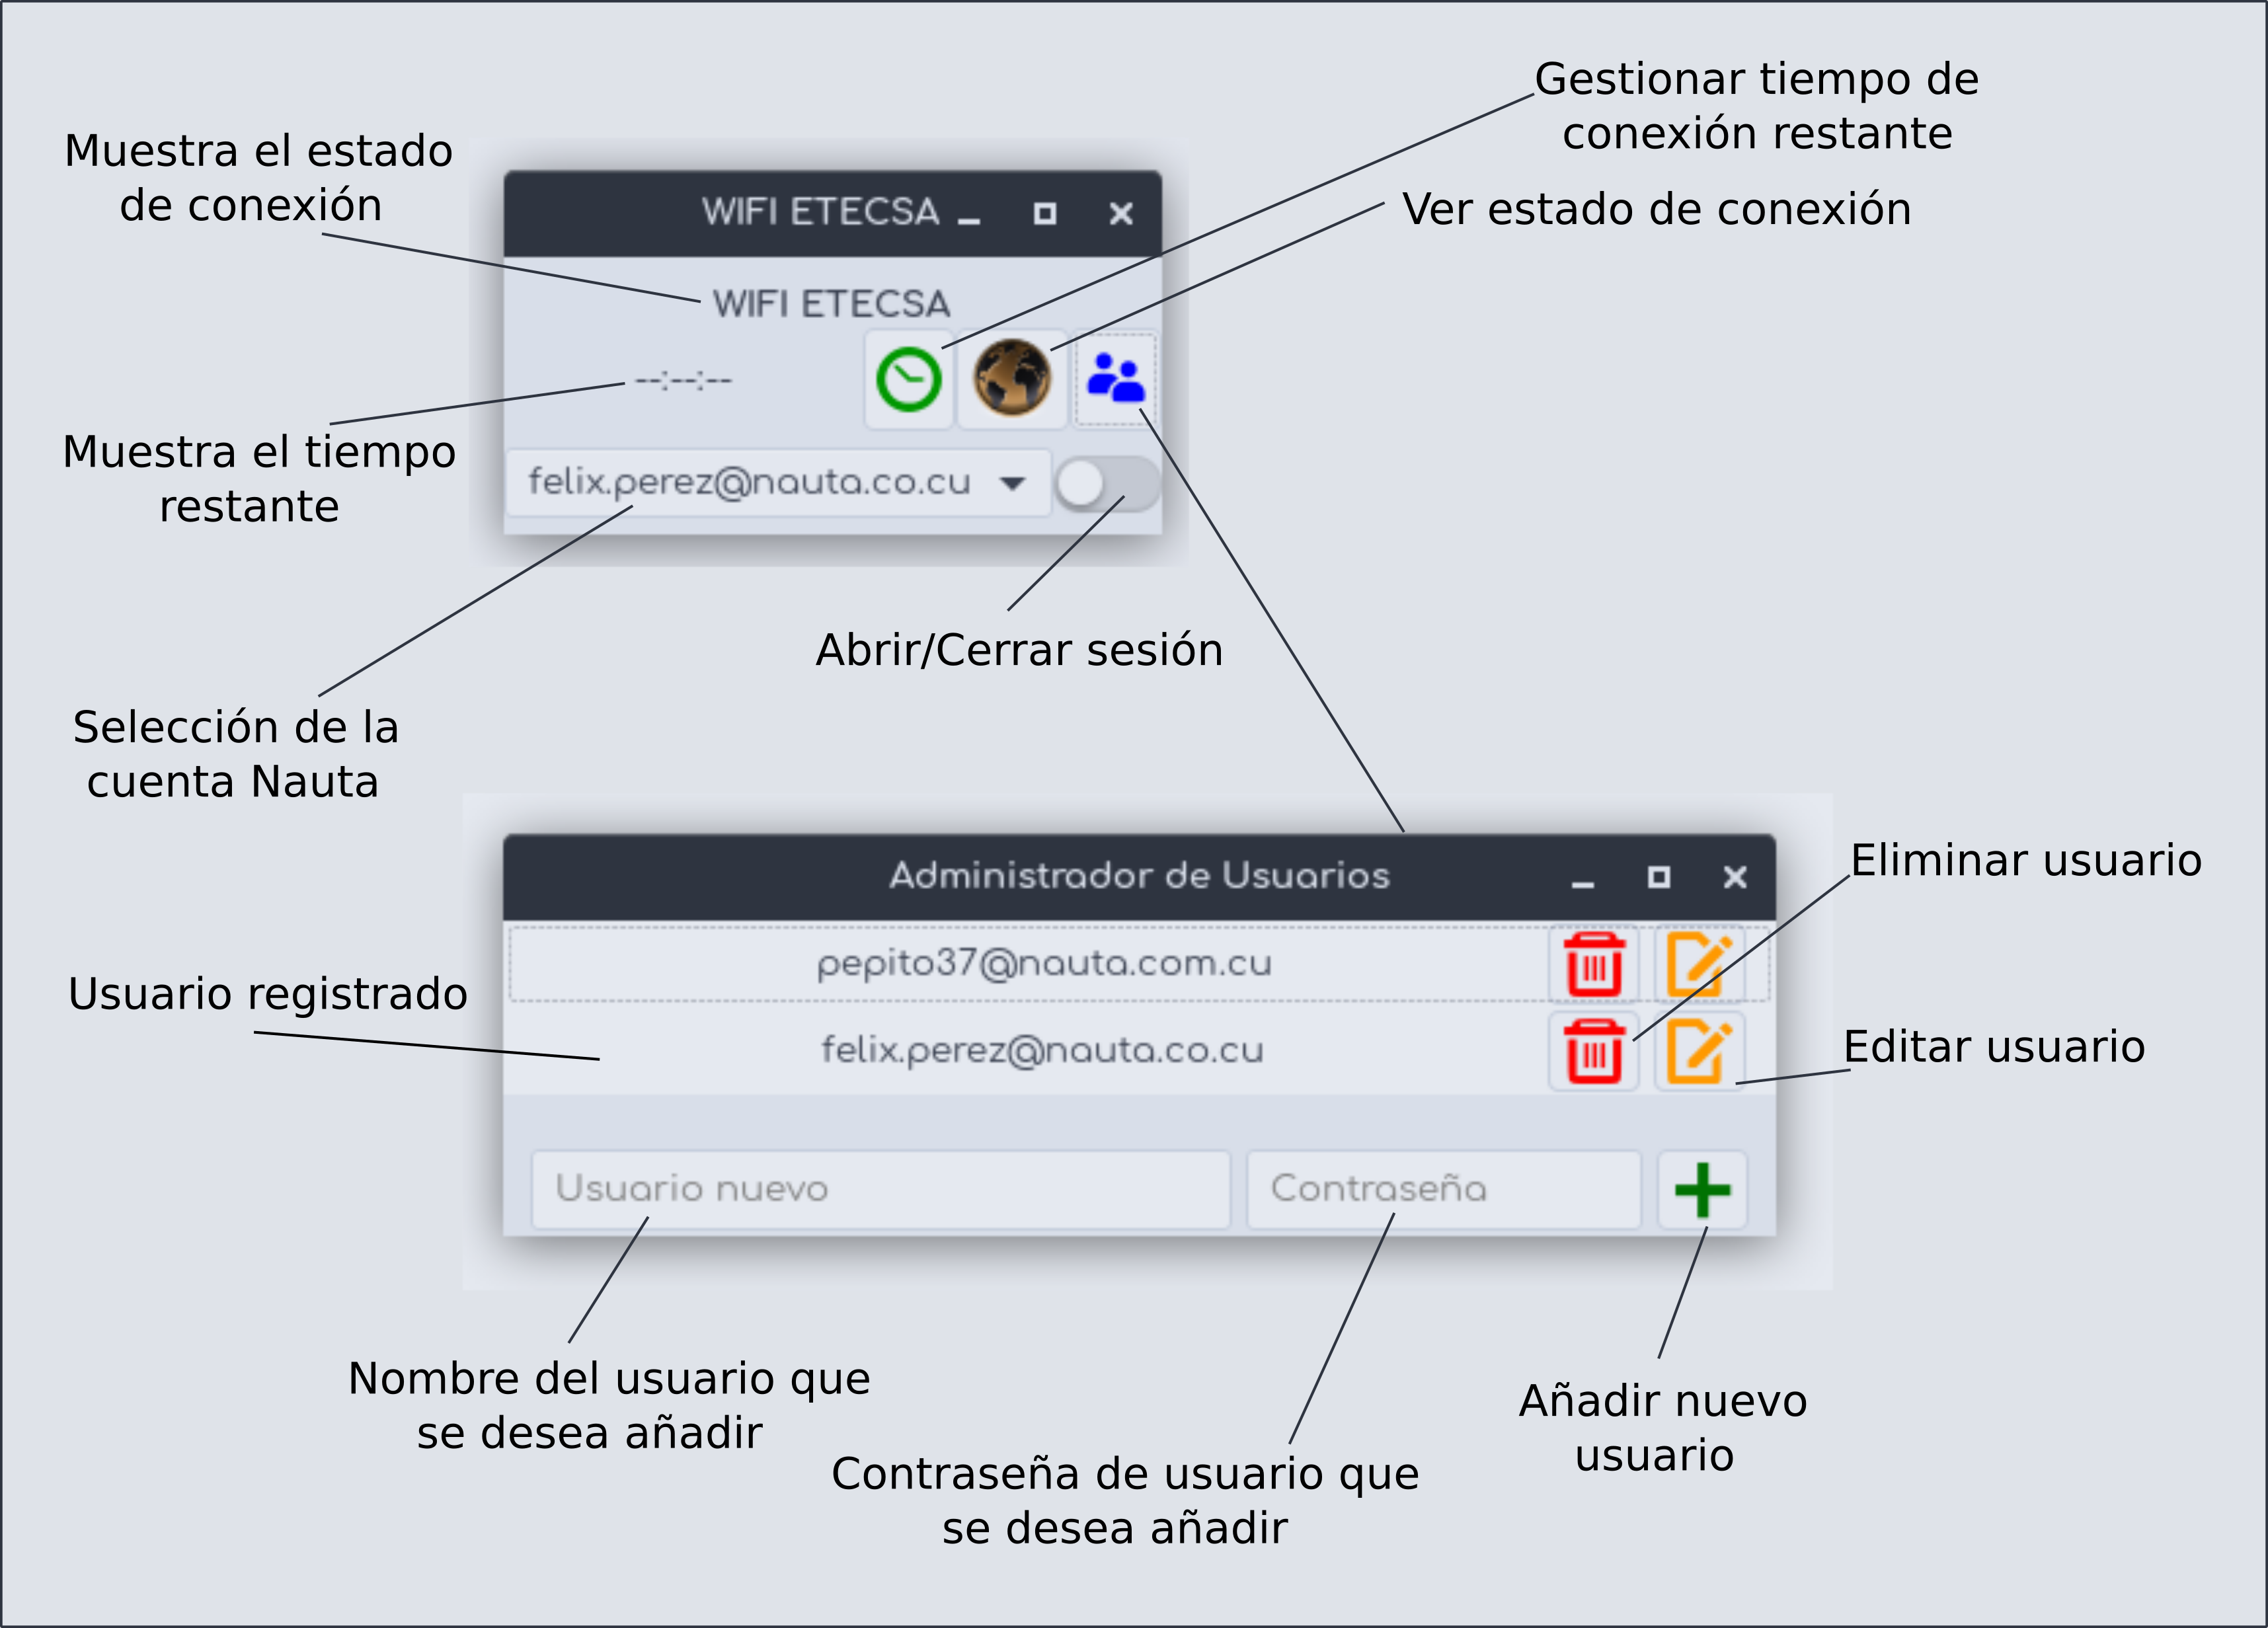 Gestionar tiempo de
conexión restante
Muestra el estado
de conexión
Ver estado de conexión
WIFI ETECSA
WIFI ETECSA
--:--:--
Muestra el tiempo
restante
felix.perez@nauta.co.cu
Abrir/Cerrar sesión
Selección de la
cuenta Nauta
Administrador de Usuarios
Eliminar usuario
pepito37@nauta.com.cu
Usuario registrado
felix.perez@nauta.co.cu
Editar usuario
Usuario nuevo
Contraseña
Nombre del usuario que
se desea añadir
Añadir nuevo
usuario
Contraseña de usuario que
se desea añadir